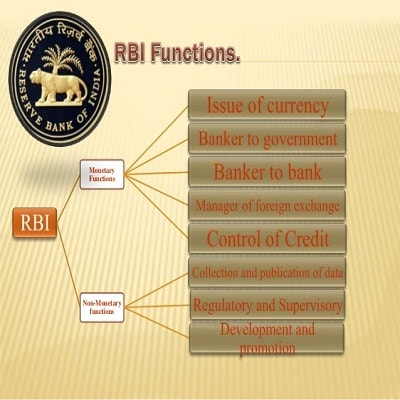 भारतीय रिज़र्व बैंक
RESERVE BANK OF INDIA
RBI Functions.
Issue of currency
Banker to government
Monetary
Functions
Banker to bank
Manager of foreign exchange
RBI
Control of Credit
Collection and publication of data
Non-Monetary
functions
Regulatory and Supervisory
Development and
promotion